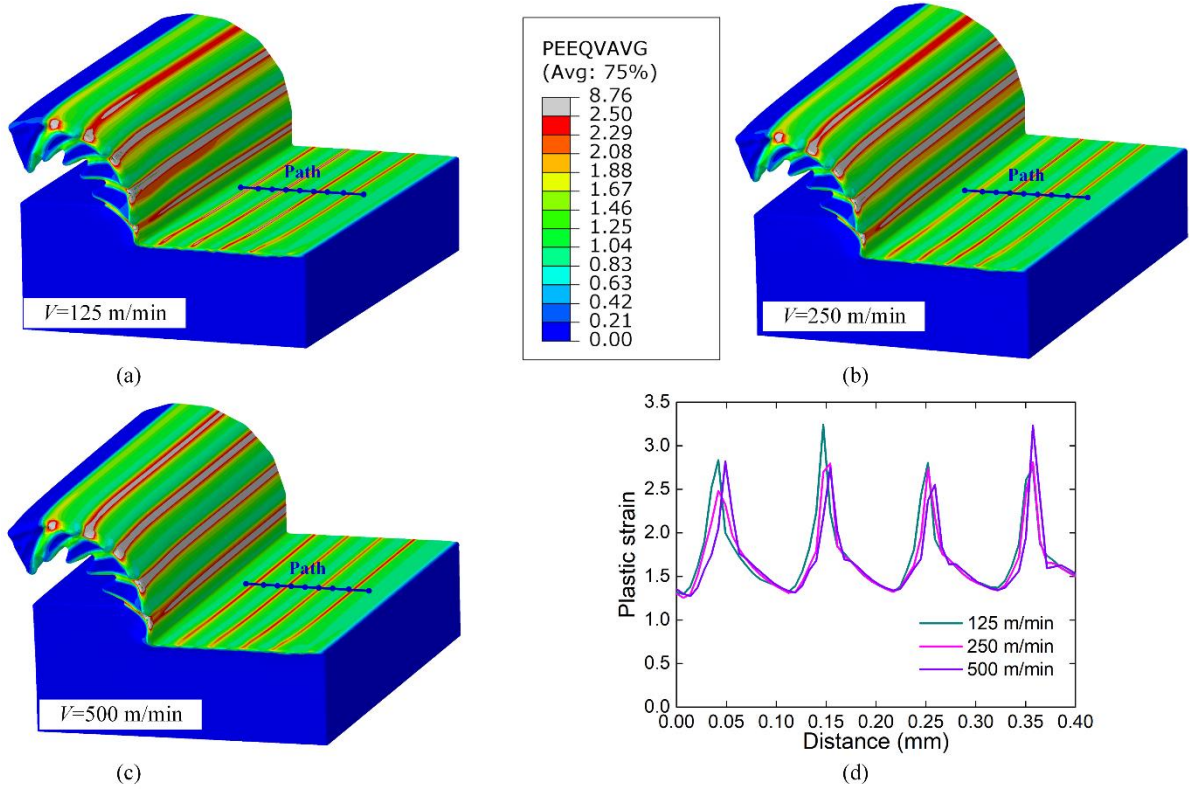 PEEQVAVG
(Avg: 75%)
8.76
2.50
2.29
2.08
1.88
1.67
1.46
1.25
1.04
0.83
0.63
0.42
0.21
0.00
Path
V=125 m/min
(a)
Path
V=250 m/min
(b)
Path
V=500 m/min
(c)
3.5
3.0
2.5
2.0
1.5
1.0
0.5
0.0
Plastic strain
125 m/min
250 m/min
500 m/min
0.00 0.05 0.10 0.15 0.20 0.25 0.30 0.35 0.40
Distance (mm)
(d)